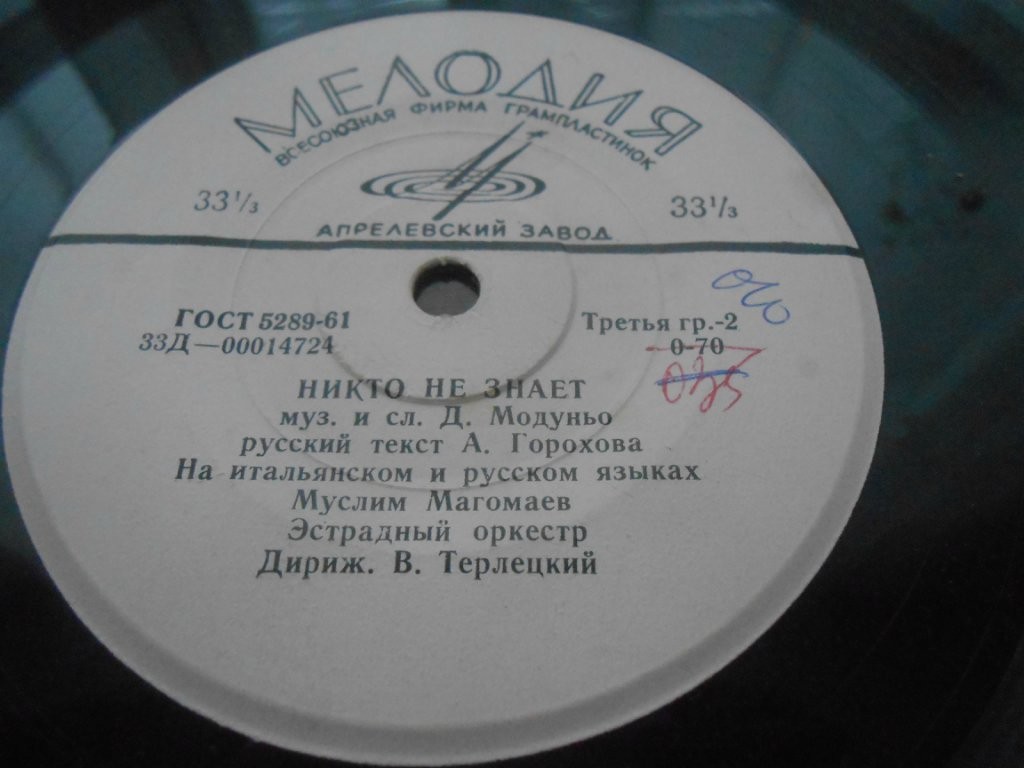 МЕЛОДИЯ
ВСЕСОЮЗНАЯ ФИРМА ГРАМПЛАСТИНОК
33⅓ 33⅓
АПРЕЛЕВСКИЙ ЗАВОД
ГОСТ 5289-61 Третья гр.-2
33Д—00014724 0-70
НИКТО НЕ ЗНАЕТ
муз. и сл. Д. Модуньо
русский текст А. Горохова
На итальянском и русском языках
Муслим Магомаев
Эстрадный оркестр
Дириж. В. Терлецкий